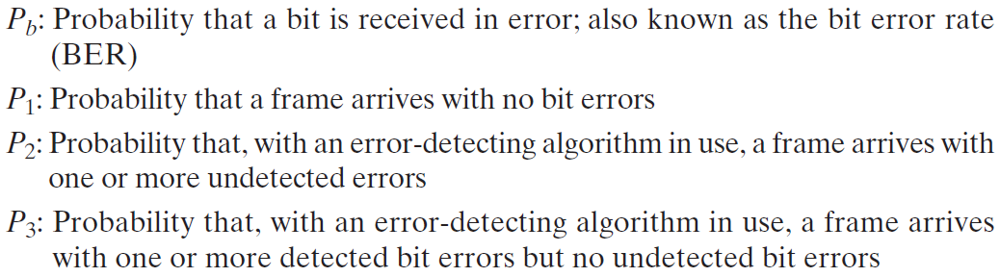 P_b: Probability that a bit is received in error; also known as the bit error rate
(BER)
P_1: Probability that a frame arrives with no bit errors
P_2: Probability that, with an error-detecting algorithm in use, a frame arrives with
one or more undetected errors
P_3: Probability that, with an error-detecting algorithm in use, a frame arrives
with one or more detected bit errors but no undetected bit errors